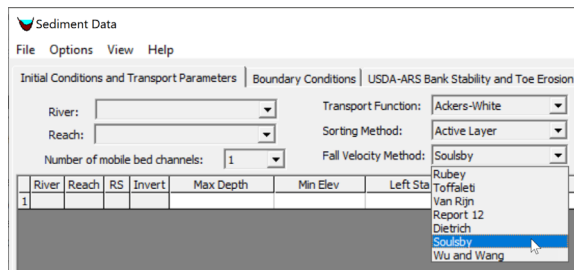 Sediment Data
File Options View Help
Initial Conditions and Transport Parameters Boundary Conditions USDA-ARS Bank Stability and Toe Erosion
River: Transport Function: Ackers-White
Reach: Sorting Method: Active Layer
Number of mobile bed channels: 1 Fall Velocity Method: Soulsby
River Reach RS Invert Max Depth Min Elev Left Sta
1
Rubey
Toffaleti
Van Rijn
Report 12
Dietrich
Soulsby
Wu and Wang